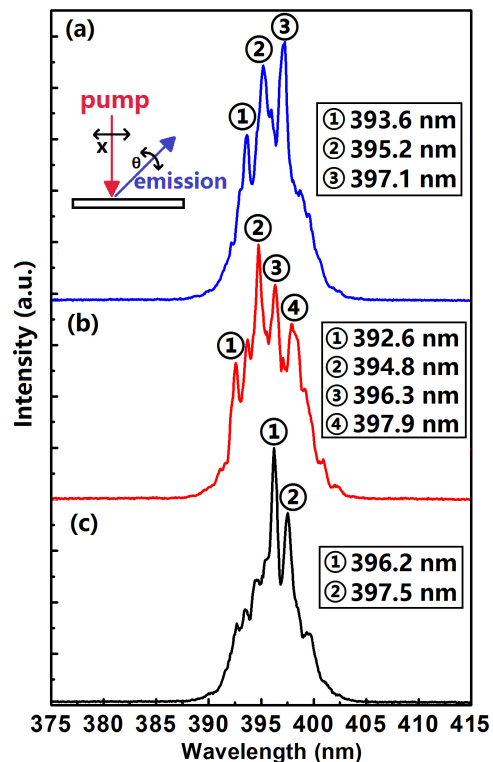 (a)
①
②
③
pump
x
θ
emission
① 393.6 nm
② 395.2 nm
③ 397.1 nm
(b)
①
②
③
④
① 392.6 nm
② 394.8 nm
③ 396.3 nm
④ 397.9 nm
(c)
①
②
① 396.2 nm
② 397.5 nm
Intensity (a.u.)
375 380 385 390 395 400 405 410 415
Wavelength (nm)